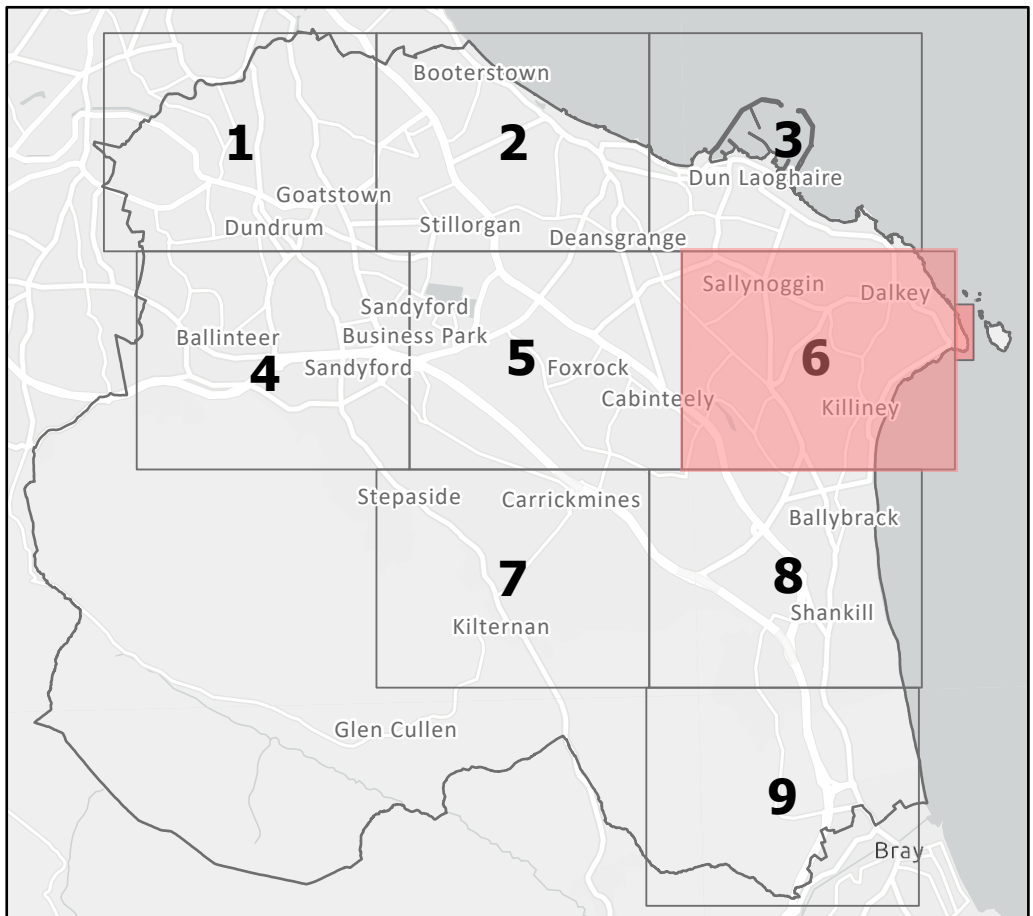 Booterstown
1
2
3
Dun Laoghaire
Goatstown
Dundrum
Stillorgan
Deansgrange
Sallynoggin
Dalkey
Sandyford
Business Park
Ballinteer
Sandyford
4
5
6
Foxrock
Cabinteely
Killiney
Stepaside
Carrickmines
Ballybrack
7
8
Shankill
Kilternan
Glen Cullen
9
Bray